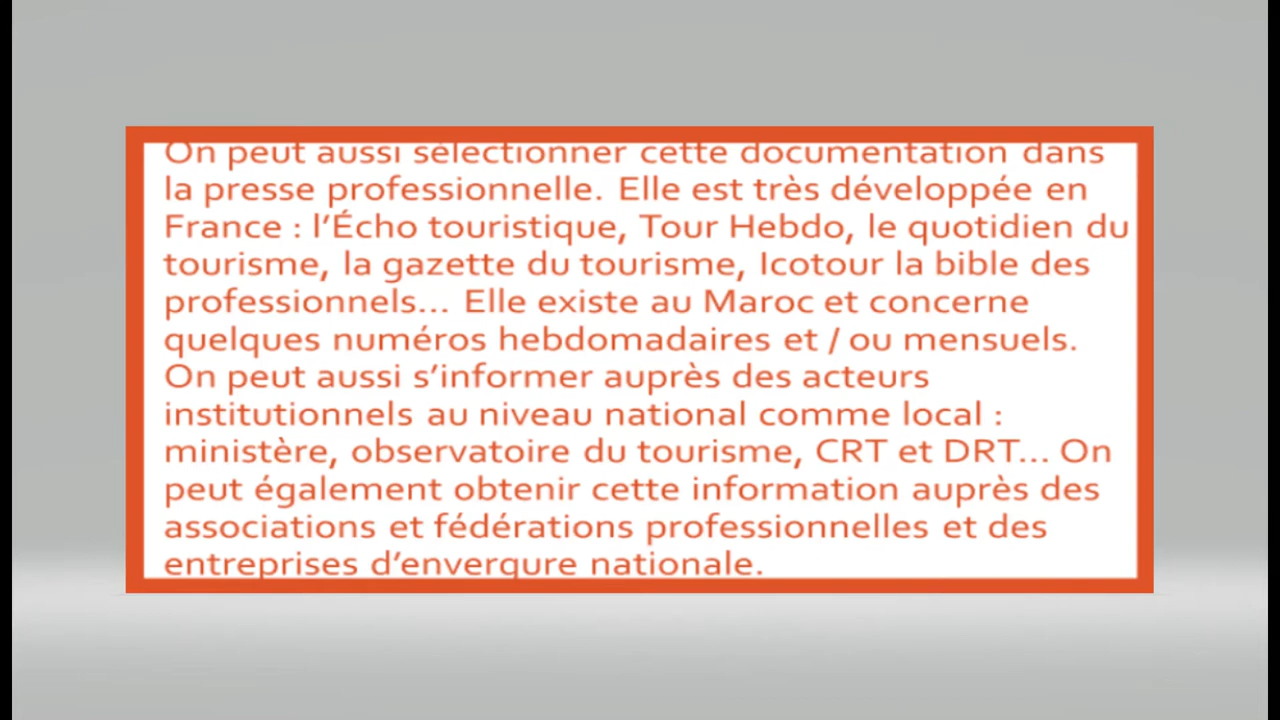 On peut aussi sélectionner cette documentation dans
la presse professionnelle. Elle est très développée en
France : l’Écho touristique, Tour Hebdo, le quotidien du
tourisme, la gazette du tourisme, Icotour la bible des
professionnels... Elle existe au Maroc et concerne
quelques numéros hebdomadaires et / ou mensuels.
On peut aussi s’informer auprès des acteurs
institutionnels au niveau national comme local :
ministère, observatoire du tourisme, CRT et DRT... On
peut également obtenir cette information auprès des
associations et fédérations professionnelles et des
entreprises d’envergure nationale.